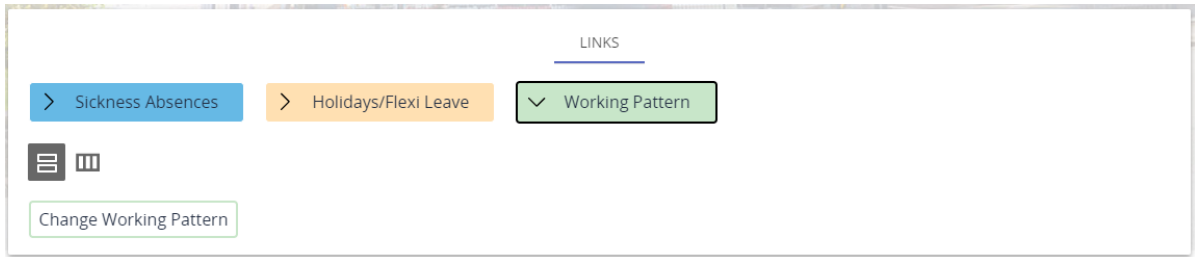 LINKS
Sickness Absences
Holidays/Flexi Leave
Working Pattern
Change Working Pattern